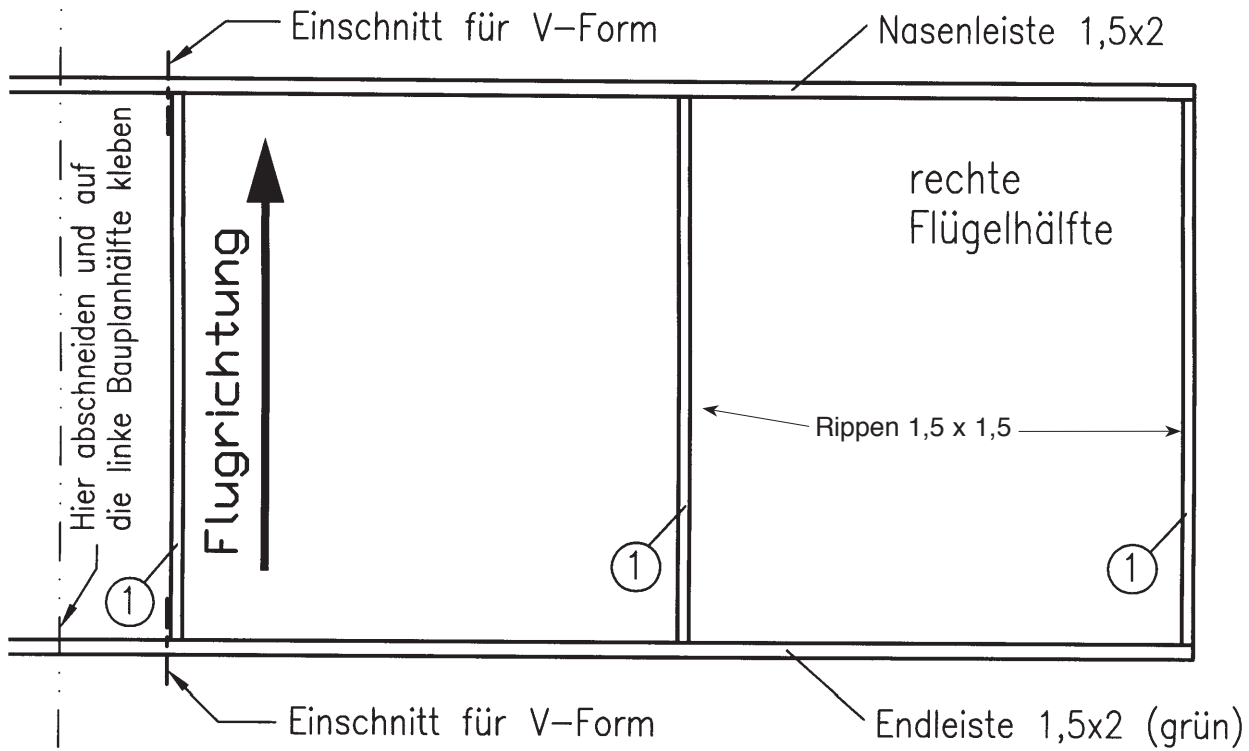 Einschnitt für V-Form
Nasenleiste 1,5x2
Hier abschneiden und auf
die linke Bauplanhälfte kleben
Flugrichtung
rechte
Flügelhälfte
Rippen 1,5 x 1,5
1
1
1
Einschnitt für V-Form
Endleiste 1,5x2 (grün)